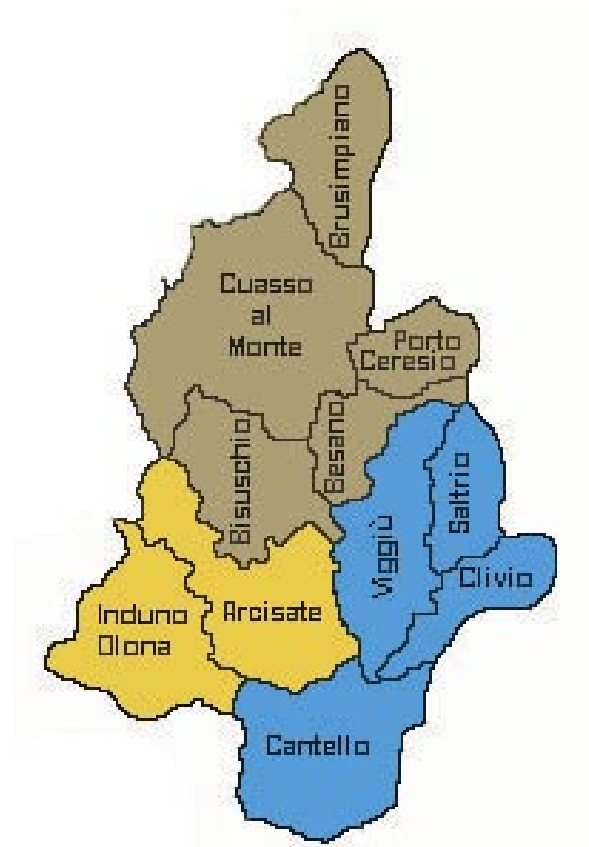 Brusimpiano
Cuasso
al
Monte
Porto
Ceresio
Besano
Bisuschio
Saltrio
Viggiù
Clivio
Induno
Olona
Arcisate
Cantello